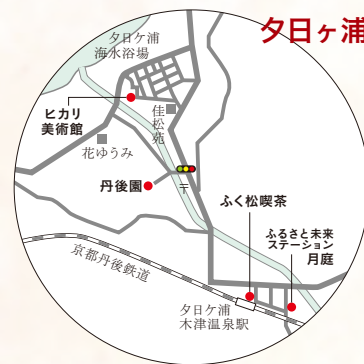 夕日ヶ浦
夕日ケ浦
海水浴場
ヒカリ
美術館
佳松苑
花ゆうみ
丹後園
〒
ふく松喫茶
ふるさと未来
ステーション
月庭
京都丹後鉄道
夕日ケ浦
木津温泉駅